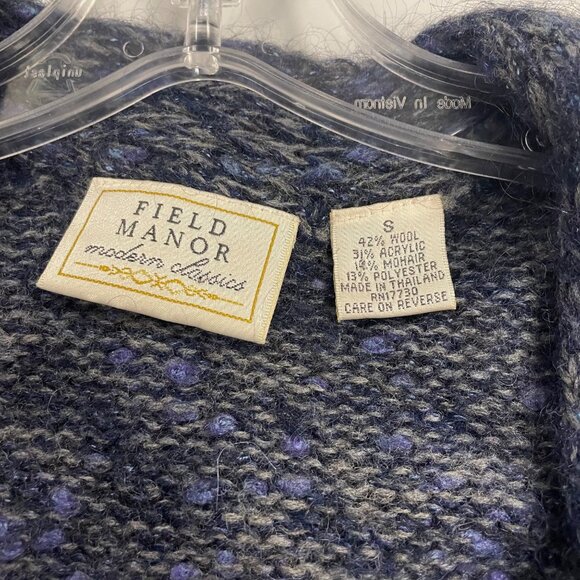 uniplast
Made In Vietnam
FIELD
MANOR
modern classics
S
42% WOOL
31% ACRYLIC
14% MOHAIR
13% POLYESTER
MADE IN THAILAND
RN17730
CARE ON REVERSE